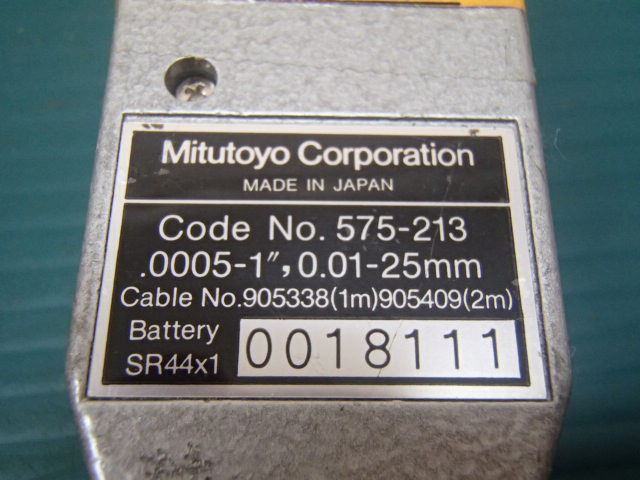 Mitutoyo Corporation
MADE IN JAPAN
Code No. 575-213
.0005-1″, 0.01-25mm
Cable No.905338(1m)905409(2m)
Battery
SR44x1
0018111